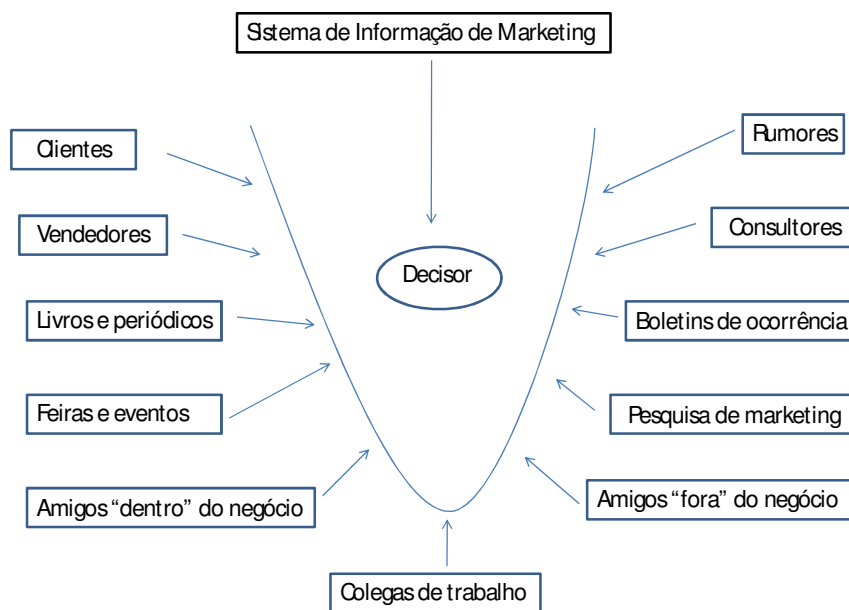 Sistema de Informação de Marketing
Clientes
Rumores
Vendedores
Consultores
Decisor
Livros e periódicos
Boletins de ocorrência
Feiras e eventos
Pesquisa de marketing
Amigos “dentro” do negócio
Amigos “fora” do negócio
Colegas de trabalho